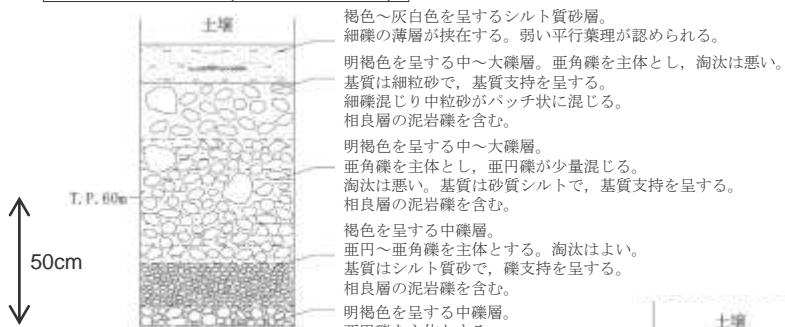 土壌
褐色～灰白色を呈するシルト質砂層。
細礫の薄層が挟在する。弱い平行葉理が認められる。
明褐色を呈する中～大礫層。亜角礫を主体とし，淘汰は悪い。
基質は細粒砂で，基質支持を呈する。
細礫混じり中粒砂がパッチ状に混じる。
相良層の泥岩礫を含む。
明褐色を呈する中～大礫層。
亜角礫を主体とし，亜円礫が少量混じる。
淘汰は悪い。基質は砂質シルトで，基質支持を呈する。
相良層の泥岩礫を含む。
T.P. 60m
褐色を呈する中礫層。
亜円～亜角礫を主体とする。淘汰はよい。
基質はシルト質砂で，礫支持を呈する。
相良層の泥岩礫を含む。
50cm
明褐色を呈する中礫層。
土壌